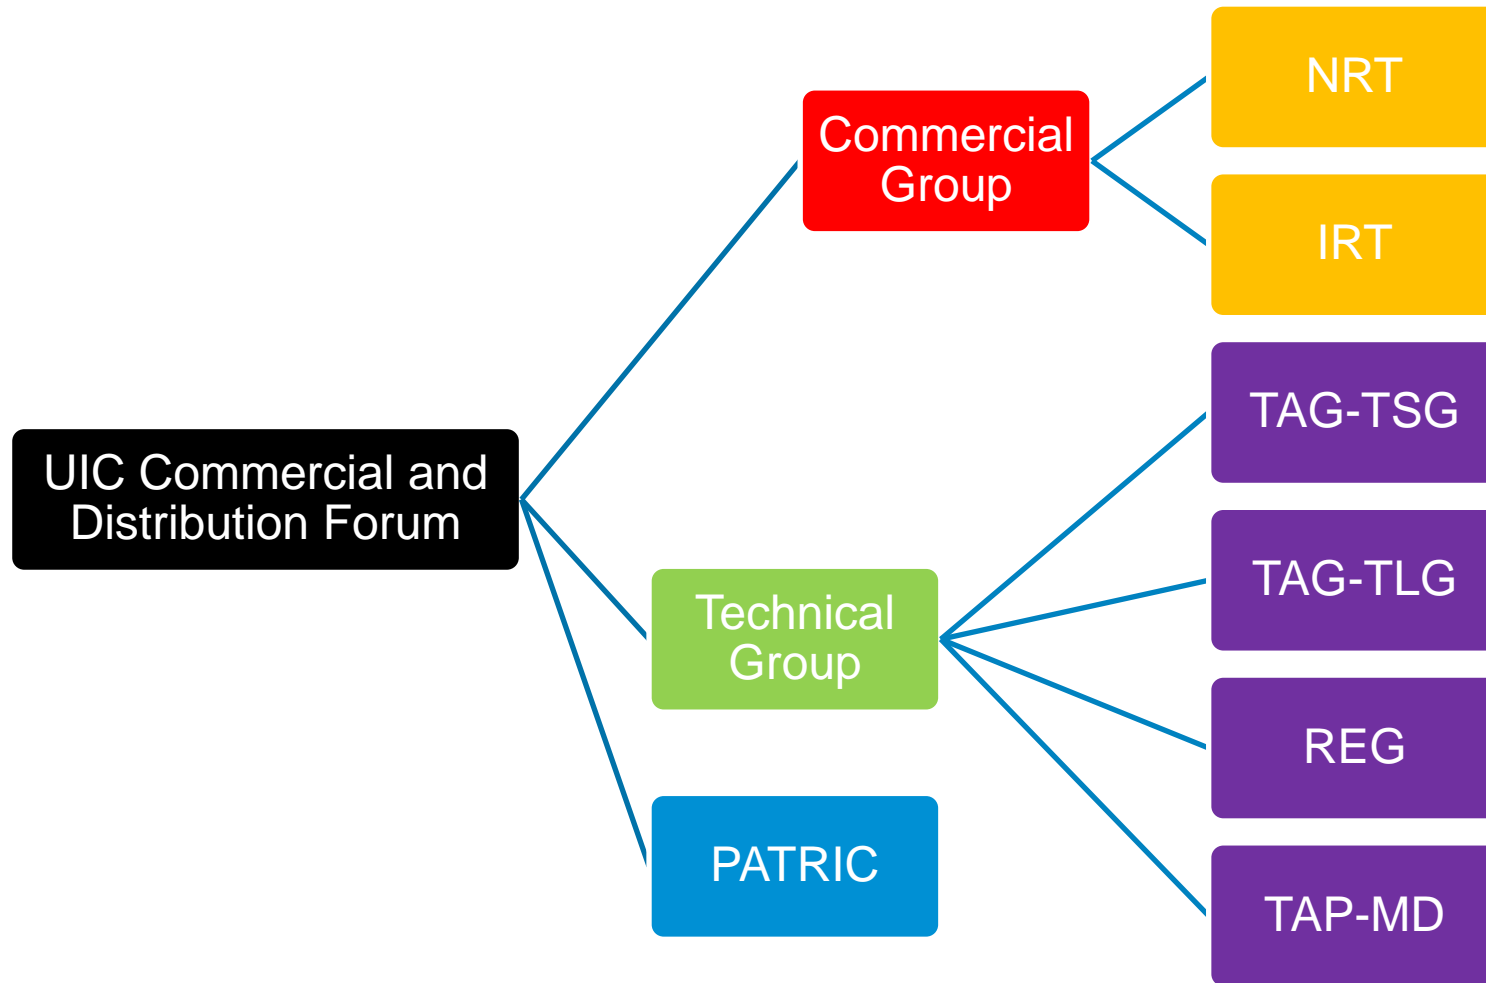 NRT
Commercial
Group
IRT
TAG-TSG
UIC Commercial and
Distribution Forum
TAG-TLG
Technical
Group
REG
PATRIC
TAP-MD